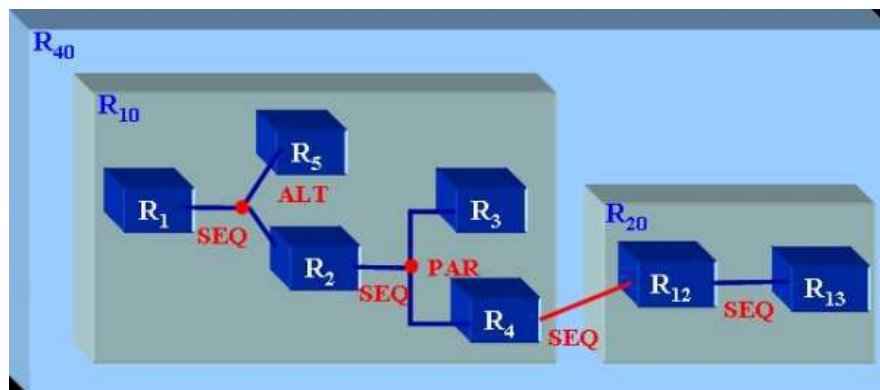 R40
R10
R5
R1
ALT
R3
R20
SEQ
R2
PAR
R12
R13
SEQ
R4
SEQ
SEQ